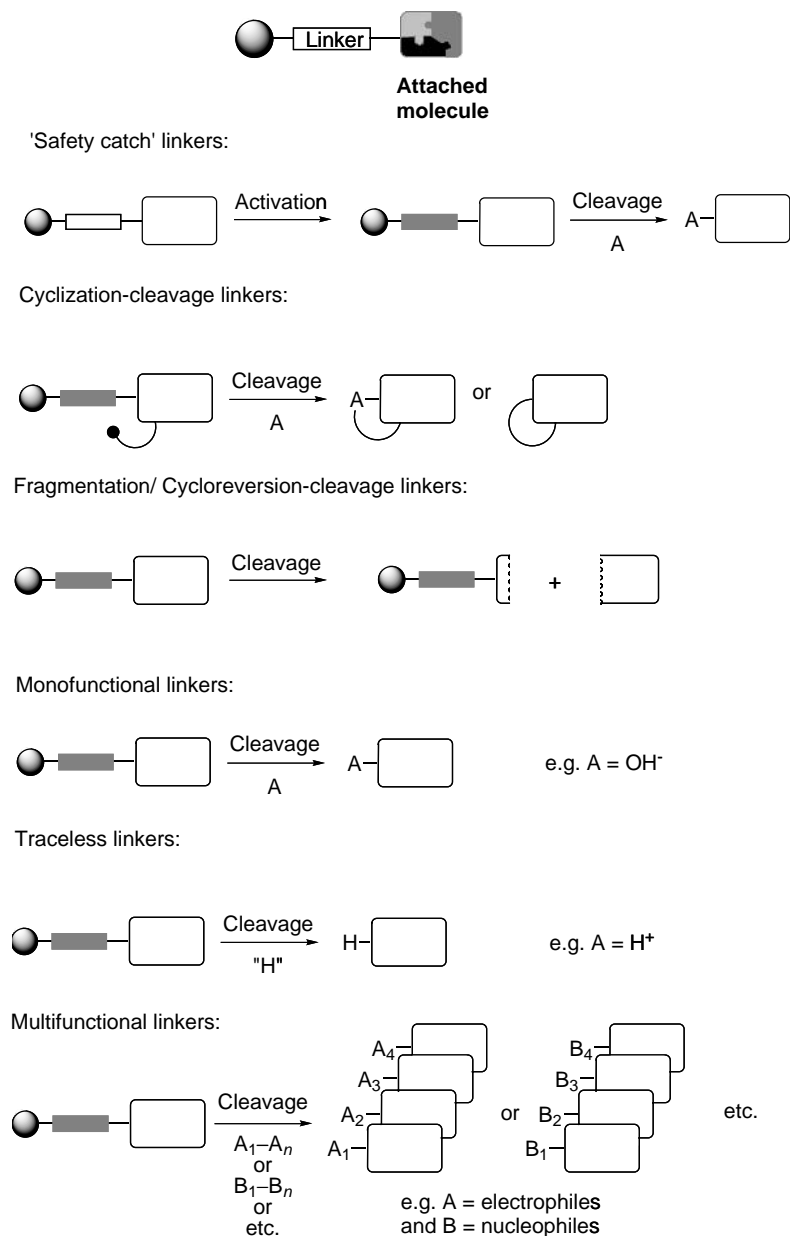 Linker
Attached
molecule
'Safety catch' linkers:
Activation
Cleavage
A
A
Cyclization-cleavage linkers:
Cleavage
A
A
or
Fragmentation/ Cycloreversion-cleavage linkers:
Cleavage
+
Monofunctional linkers:
Cleavage
A
A
e.g. A = OH⁻
Traceless linkers:
Cleavage
"H"
H
e.g. A = H⁺
Multifunctional linkers:
Cleavage
A₁–Aₙ
or
B₁–Bₙ
or
etc.
A₄
A₃
A₂
A₁
or
B₄
B₃
B₂
B₁
etc.
e.g. A = electrophiles
and B = nucleophiles